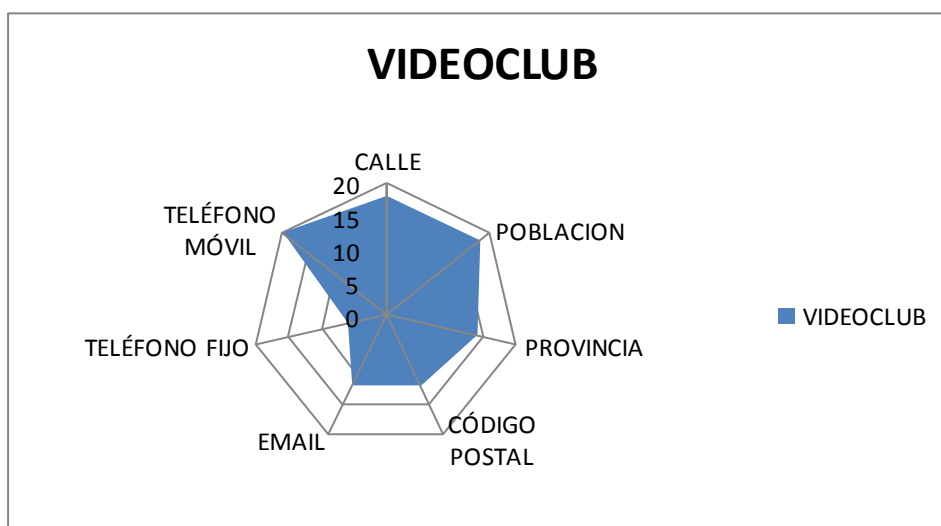 VIDEOCLUB
CALLE
20
15
10
5
0
TELÉFONO
MÓVIL
POBLACION
TELÉFONO FIJO
PROVINCIA
EMAIL
CÓDIGO
POSTAL
VIDEOCLUB